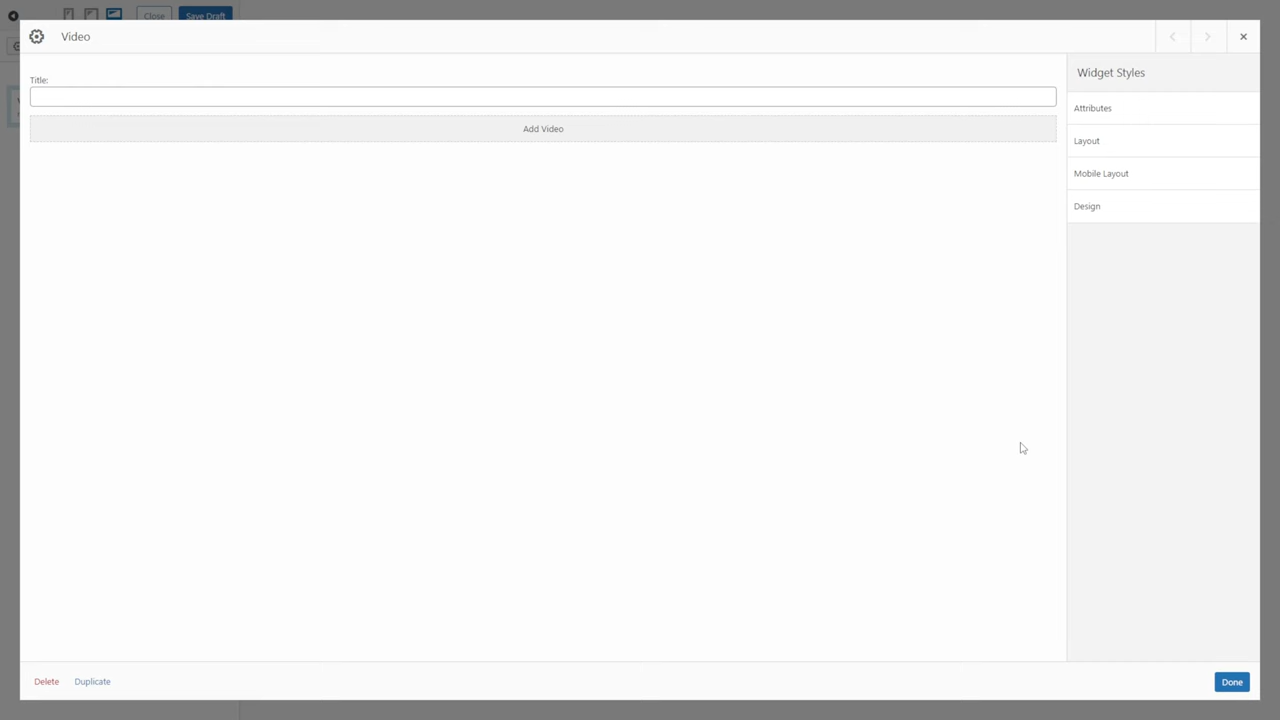 Close
Save Draft
Video
Title:
Add Video
Widget Styles
Attributes
Layout
Mobile Layout
Design
Delete
Duplicate
Done